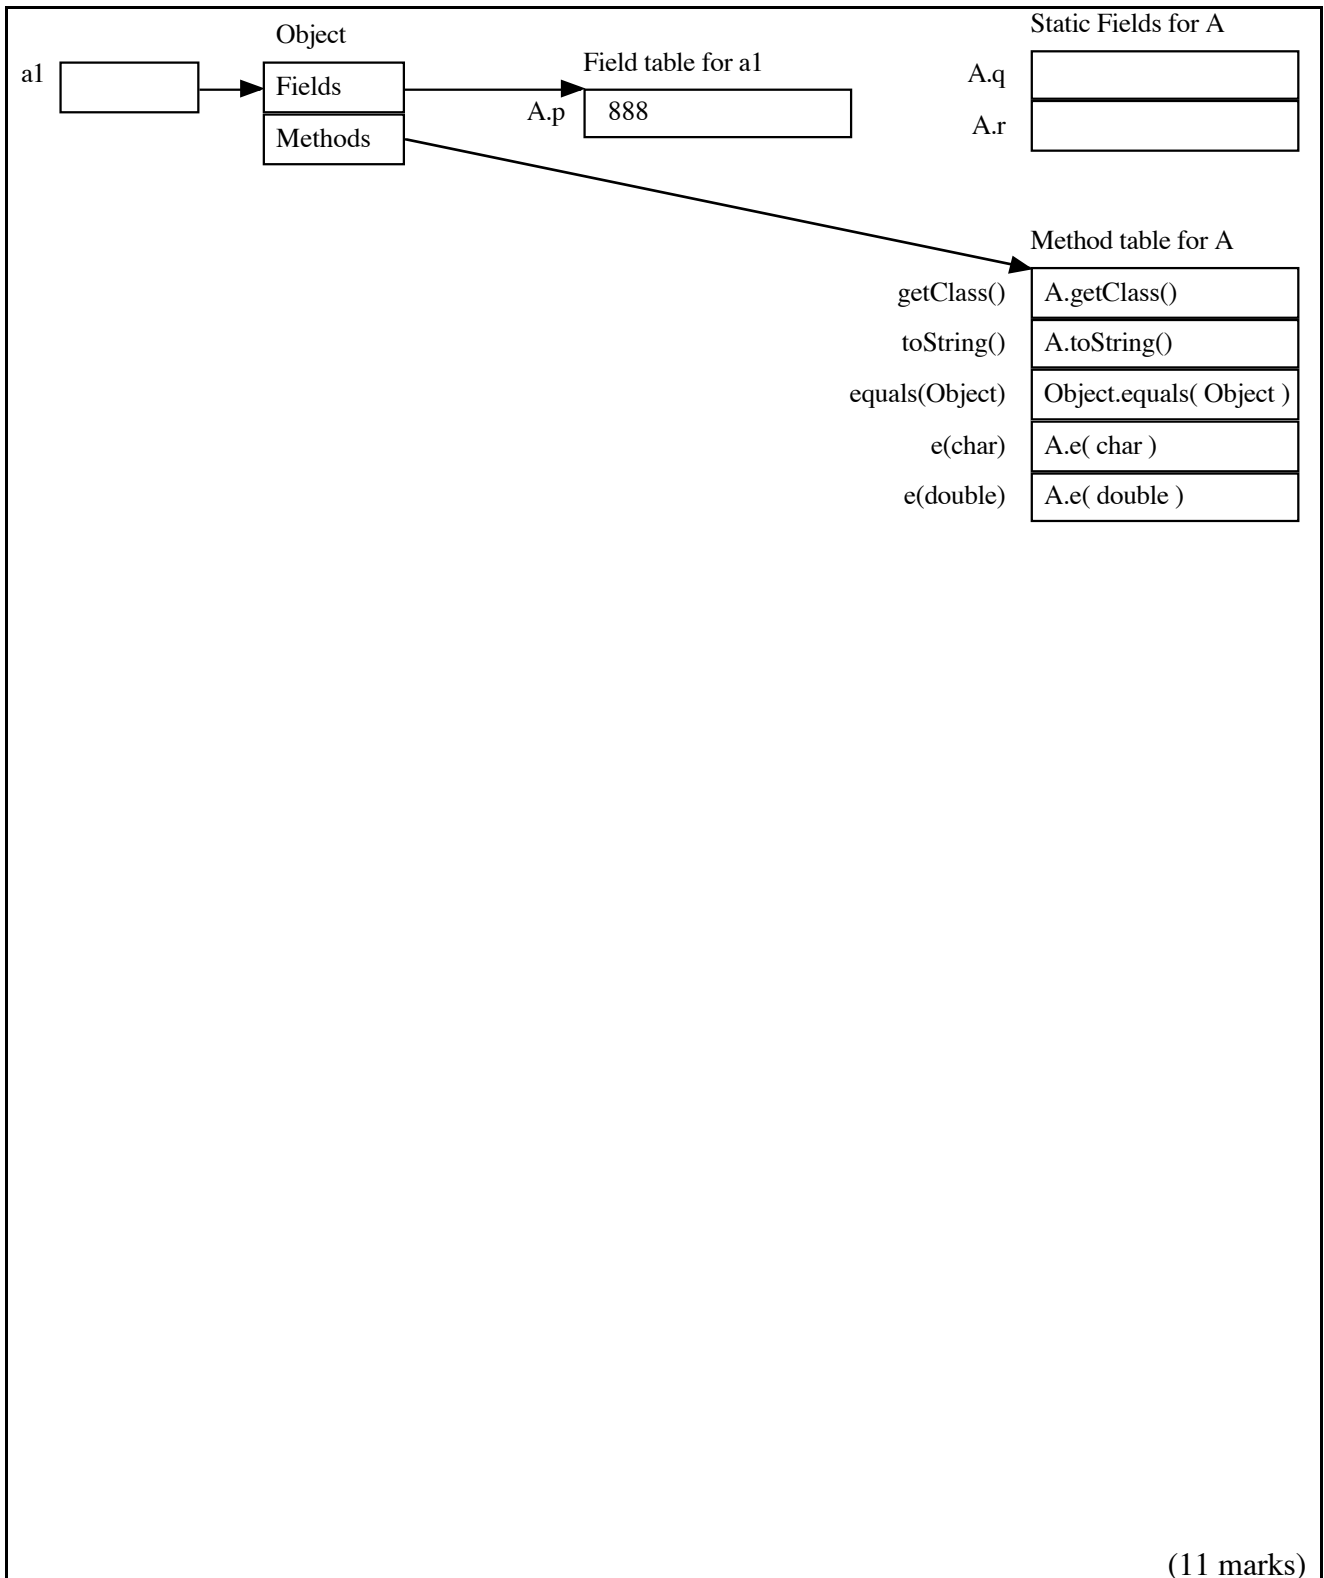 Object
Static Fields for A
a1
Fields
Field table for a1
A.q
A.p
888
Methods
A.r
Method table for A
getClass()
A.getClass()
toString()
A.toString()
equals(Object)
Object.equals( Object )
e(char)
A.e( char )
e(double)
A.e( double )
(11 marks)